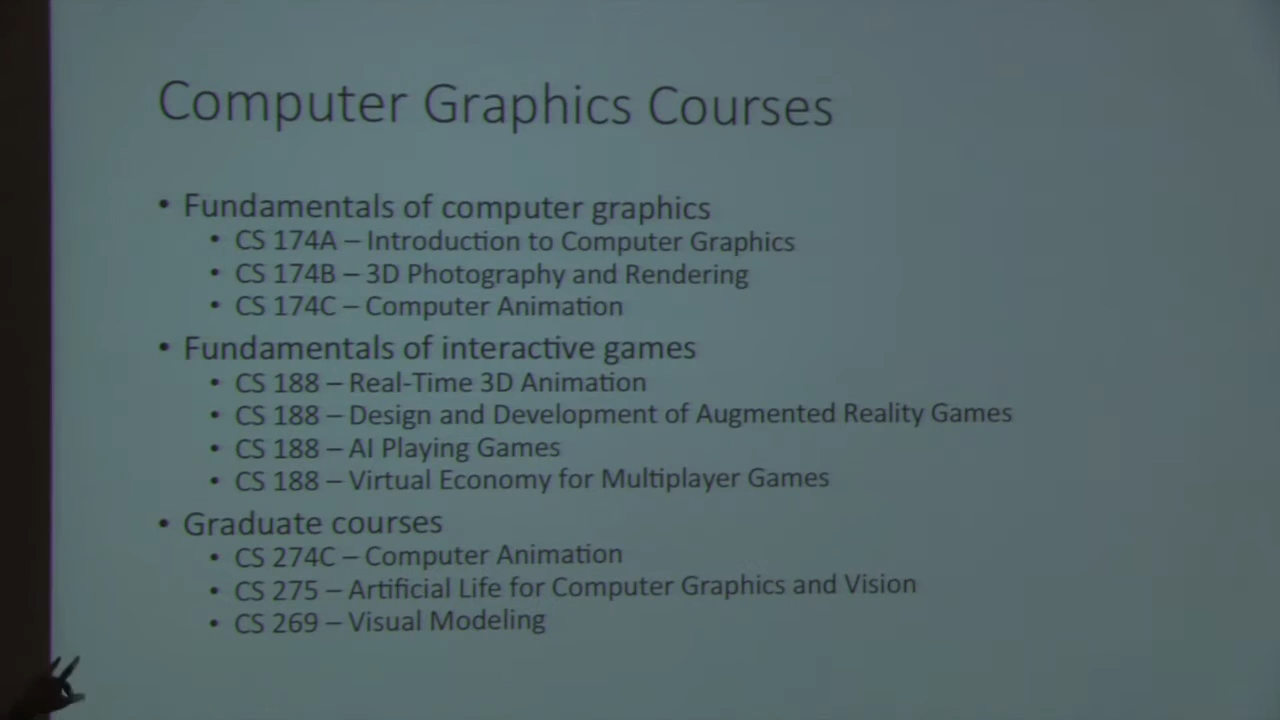 Computer Graphics Courses
• Fundamentals of computer graphics
• CS 174A – Introduction to Computer Graphics
• CS 174B – 3D Photography and Rendering
• CS 174C – Computer Animation
• Fundamentals of interactive games
• CS 188 – Real-Time 3D Animation
• CS 188 – Design and Development of Augmented Reality Games
• CS 188 – AI Playing Games
• CS 188 – Virtual Economy for Multiplayer Games
• Graduate courses
• CS 274C – Computer Animation
• CS 275 – Artificial Life for Computer Graphics and Vision
• CS 269 – Visual Modeling